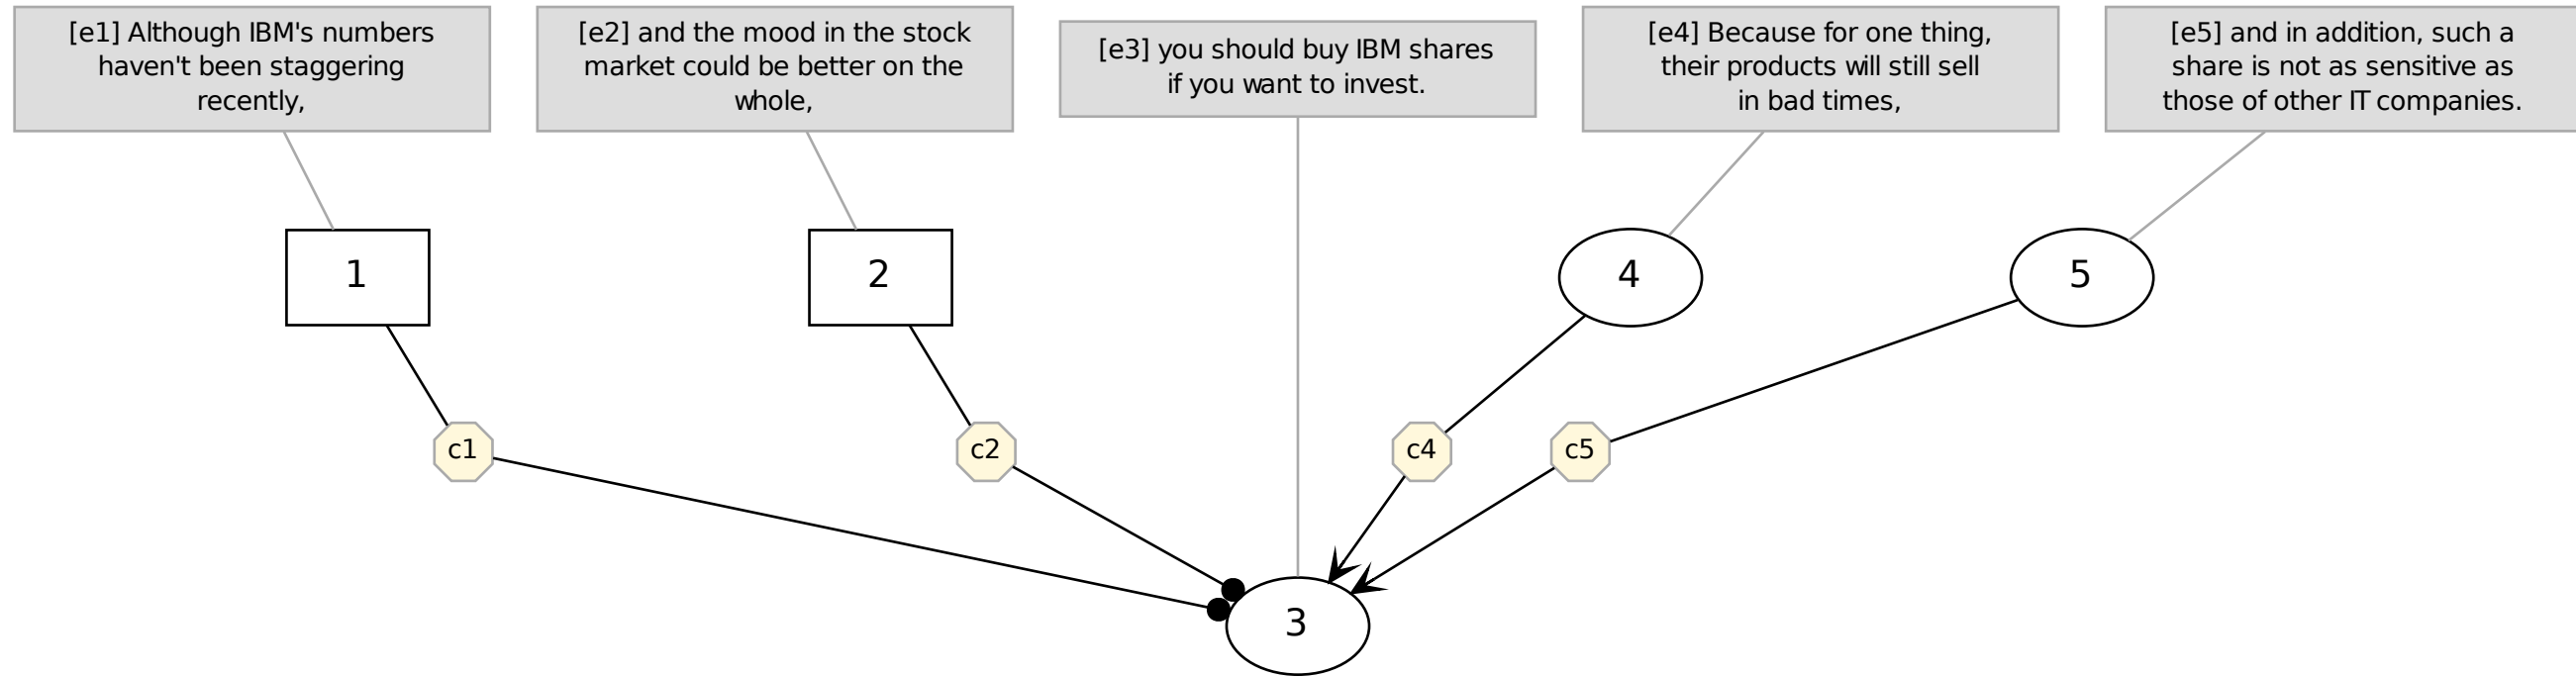 [e1] Although IBM's numbers
haven't been staggering
recently,
[e2] and the mood in the stock
market could be better on the
whole,
[e3] you should buy IBM shares
if you want to invest.
[e4] Because for one thing,
their products will still sell
in bad times,
[e5] and in addition, such a
share is not as sensitive as
those of other IT companies.
1
2
4
5
c1
c2
c4
c5
3